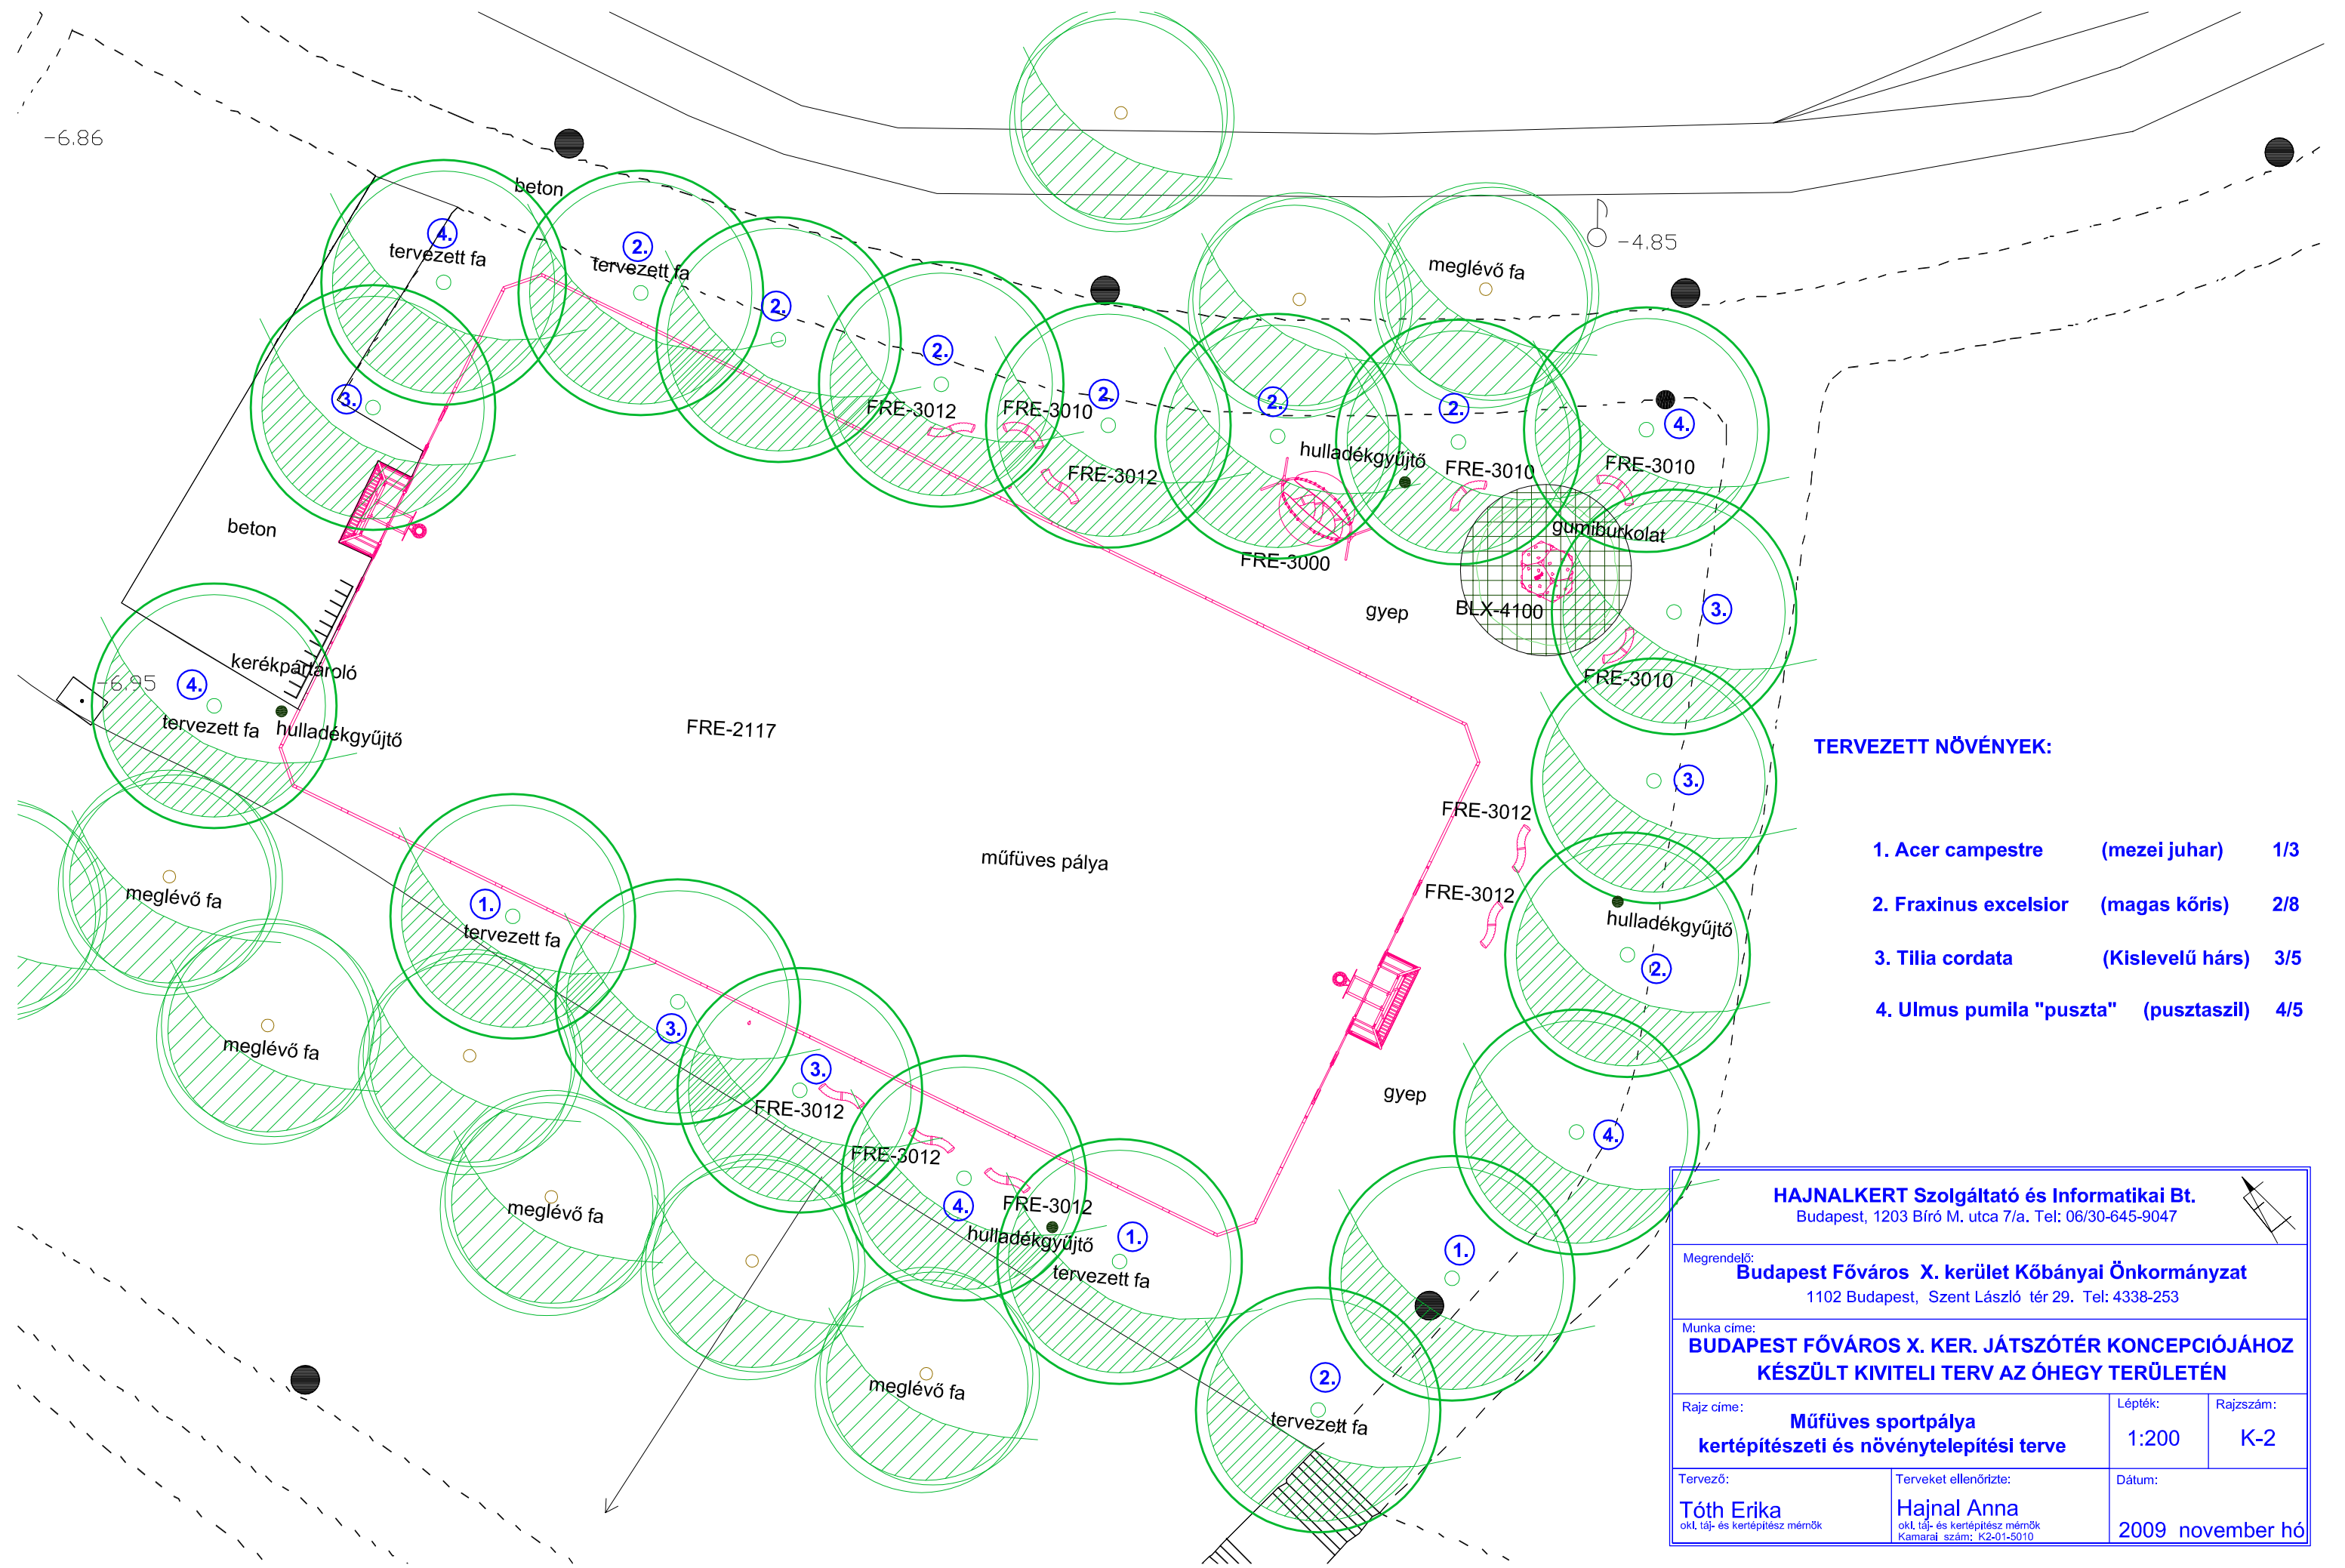 -6.86
beton
4.
tervezett fa
2.
tervezett fa
-4.85
meglévő fa
2.
2.
3.
FRE-3012
FRE-3010
2.
2.
2.
4.
hulladékgyűjtő
FRE-3012
FRE-3010
FRE-3010
beton
gumiburkolat
FRE-3000
gyep
BLX-4100
3.
kerékpártároló
-6.95
4.
FRE-3010
tervezett fa
hulladékgyűjtő
FRE-2117
3.
FRE-3012
műfüves pálya
meglévő fa
1.
tervezett fa
FRE-3012
hulladékgyűjtő
2.
meglévő fa
3.
3.
FRE-3012
gyep
4.
FRE-3012
meglévő fa
4.
FRE-3012
hulladékgyűjtő
1.
tervezett fa
1.
meglévő fa
2.
tervezett fa
TERVEZETT NÖVÉNYEK:
1. Acer campestre (mezei juhar) 1/3
2. Fraxinus excelsior (magas kőris) 2/8
3. Tilia cordata (Kislevelű hárs) 3/5
4. Ulmus pumila "puszta" (pusztaszil) 4/5
HAJNALKERT Szolgáltató és Informatikai Bt.
Budapest, 1203 Bíró M. utca 7/a. Tel: 06/30-645-9047
Megrendelő:
Budapest Főváros X. kerület Kőbányai Önkormányzat
1102 Budapest, Szent László tér 29. Tel: 4338-253
Munka címe:
BUDAPEST FŐVÁROS X. KER. JÁTSZÓTÉR KONCEPCIÓJÁHOZ
KÉSZÜLT KIVITELI TERV AZ ÓHEGY TERÜLETÉN
Rajz címe:
Műfüves sportpálya
kertépítészeti és növénytelepítési terve
Lépték:
1:200
Rajzszám:
K-2
Tervező:
Tóth Erika
okl. táj- és kertépítész mérnök
Terveket ellenőrizte:
Hajnal Anna
okl. táj- és kertépítész mérnök
Kamarai szám: K2-01-5010
Dátum:
2009 november hó